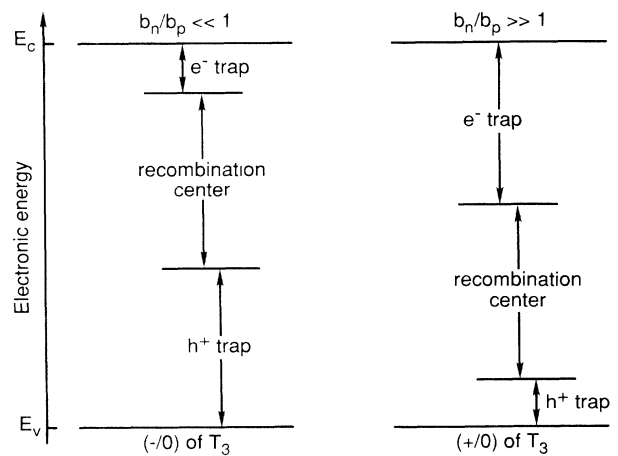 b_n/b_p << 1
b_n/b_p >> 1
E_c
e⁻ trap
e⁻ trap
recombination
center
recombination
center
Electronic energy
h⁺ trap
h⁺ trap
E_v
(-/0) of T_3
(+/0) of T_3